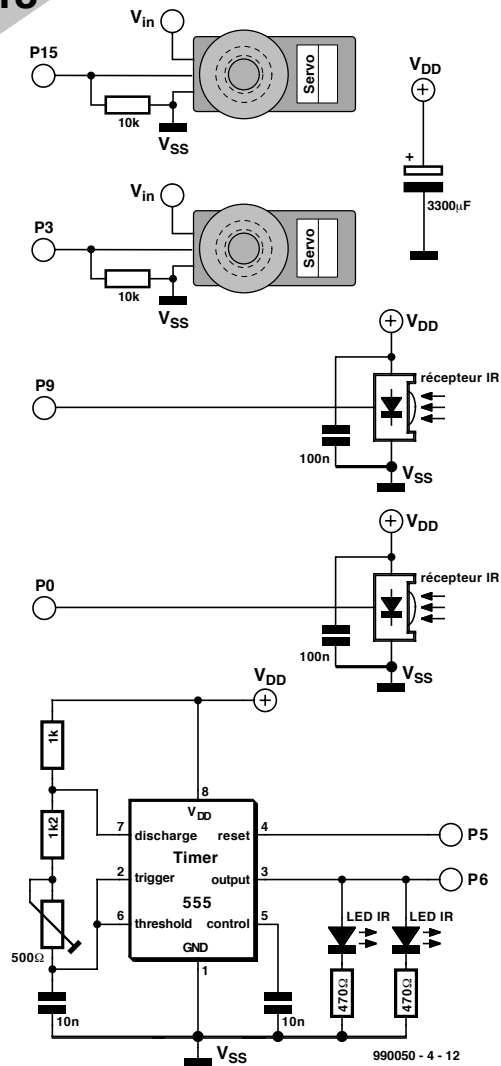 P15
Vin
Servo
10k
VSS
VDD
+
3300µF
P3
Vin
Servo
10k
VSS
VDD
récepteur IR
P9
100n
VSS
VDD
récepteur IR
P0
100n
VSS
VDD
1k
1k2
500Ω
10n
8
VDD
7 discharge reset 4
Timer
2 trigger output 3
555
6 threshold control 5
GND
1
10n
P5
P6
LED IR LED IR
470Ω 470Ω
VSS
990050 - 4 - 12